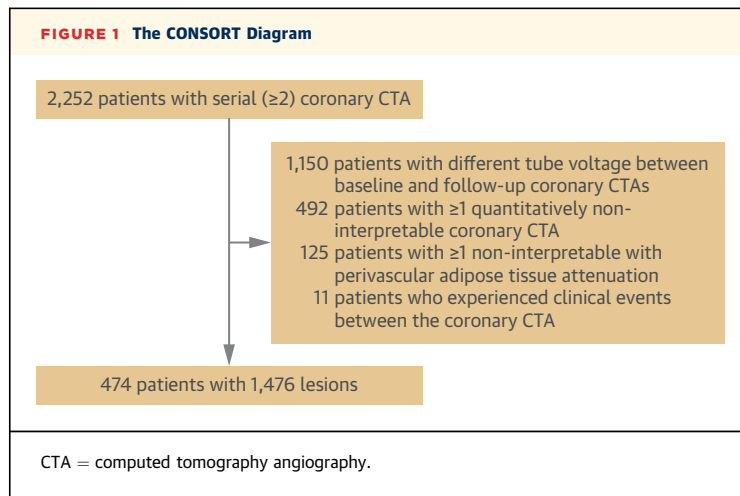 FIGURE 1 The CONSORT Diagram
2,252 patients with serial (≥2) coronary CTA
1,150 patients with different tube voltage between
baseline and follow-up coronary CTAs
492 patients with ≥1 quantitatively non-
interpretable coronary CTA
125 patients with ≥1 non-interpretable with
perivascular adipose tissue attenuation
11 patients who experienced clinical events
between the coronary CTA
474 patients with 1,476 lesions
CTA = computed tomography angiography.